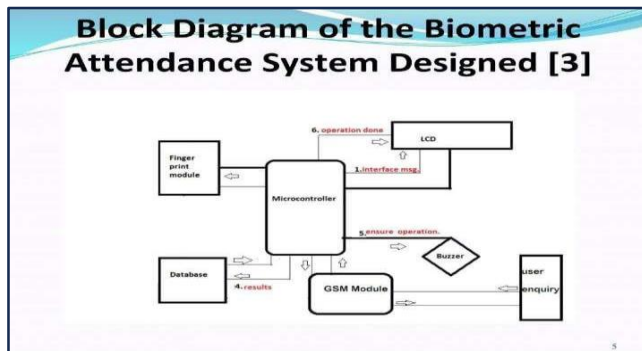 Block Diagram of the Biometric
Attendance System Designed [3]
6. operation done
LCD
Finger
print
module
1.interface msg.
Microcontroller
5.ensure operation.
Buzzer
Database
4.results
GSM Module
user
enquiry
5